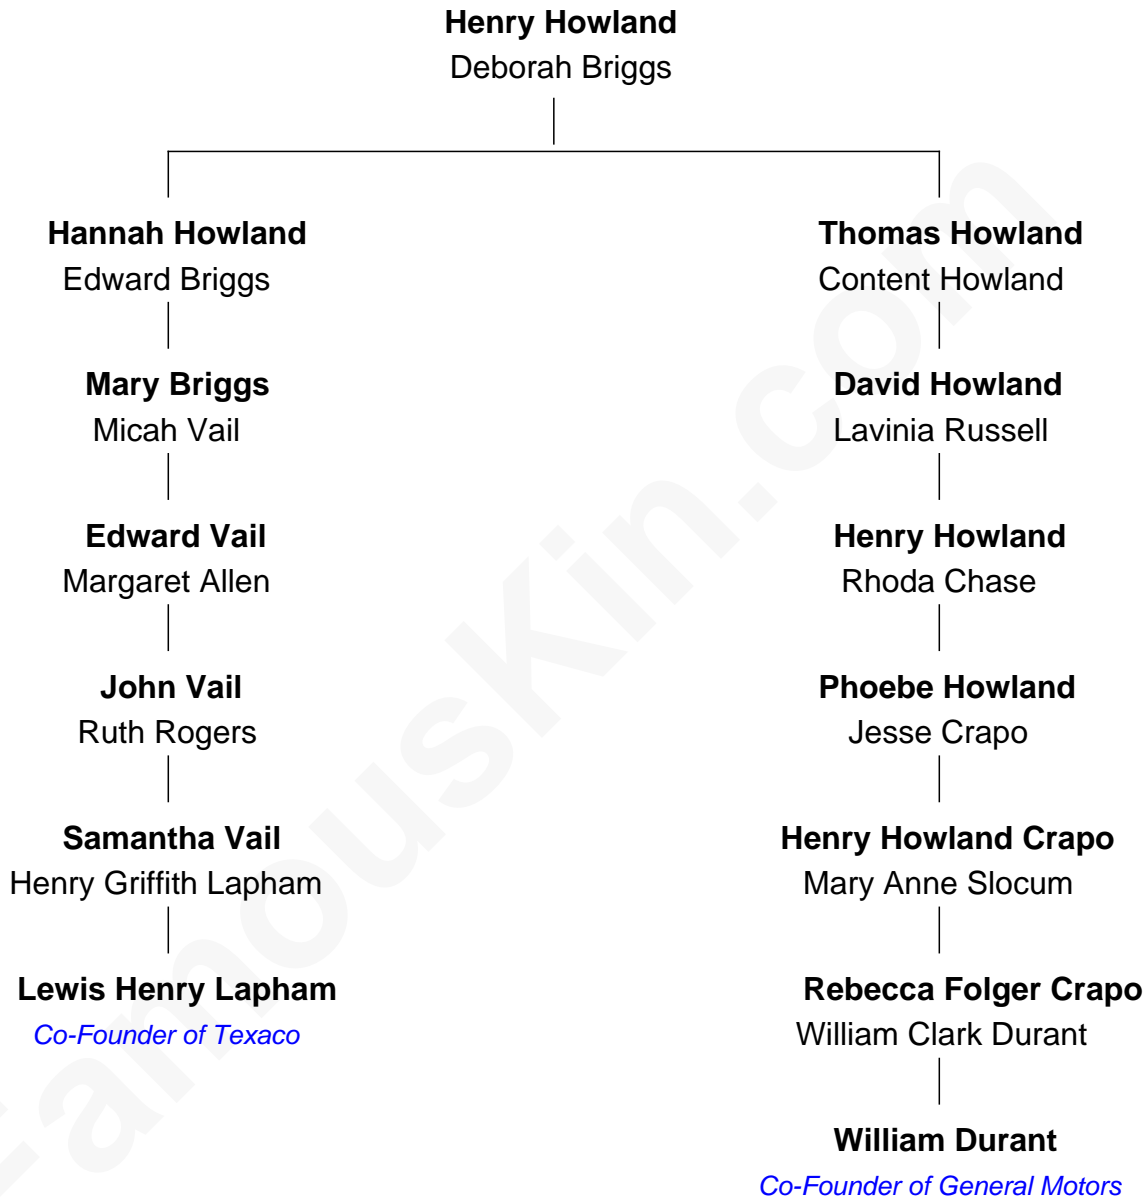 Henry Howland
Deborah Briggs
Hannah Howland
Edward Briggs
Thomas Howland
Content Howland
Mary Briggs
Micah Vail
David Howland
Lavinia Russell
Edward Vail
Margaret Allen
Henry Howland
Rhoda Chase
John Vail
Ruth Rogers
Phoebe Howland
Jesse Crapo
Samantha Vail
Henry Griffith Lapham
Henry Howland Crapo
Mary Anne Slocum
Lewis Henry Lapham
Co-Founder of Texaco
Rebecca Folger Crapo
William Clark Durant
William Durant
Co-Founder of General Motors
FamousKin.com